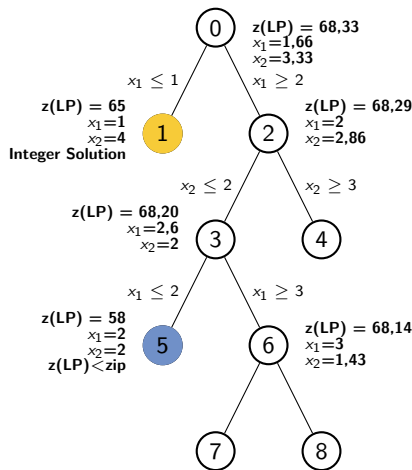 0
z(LP) = 68,33
x₁=1,66
x₂=3,33
x₁ ≤ 1
x₁ ≥ 2
z(LP) = 65
x₁=1
x₂=4
Integer Solution
1
2
z(LP) = 68,29
x₁=2
x₂=2,86
x₂ ≤ 2
x₂ ≥ 3
z(LP) = 68,20
x₁=2,6
x₂=2
3
4
x₁ ≤ 2
x₁ ≥ 3
z(LP) = 58
x₁=2
x₂=2
z(LP)<zip
5
6
z(LP) = 68,14
x₁=3
x₂=1,43
7
8